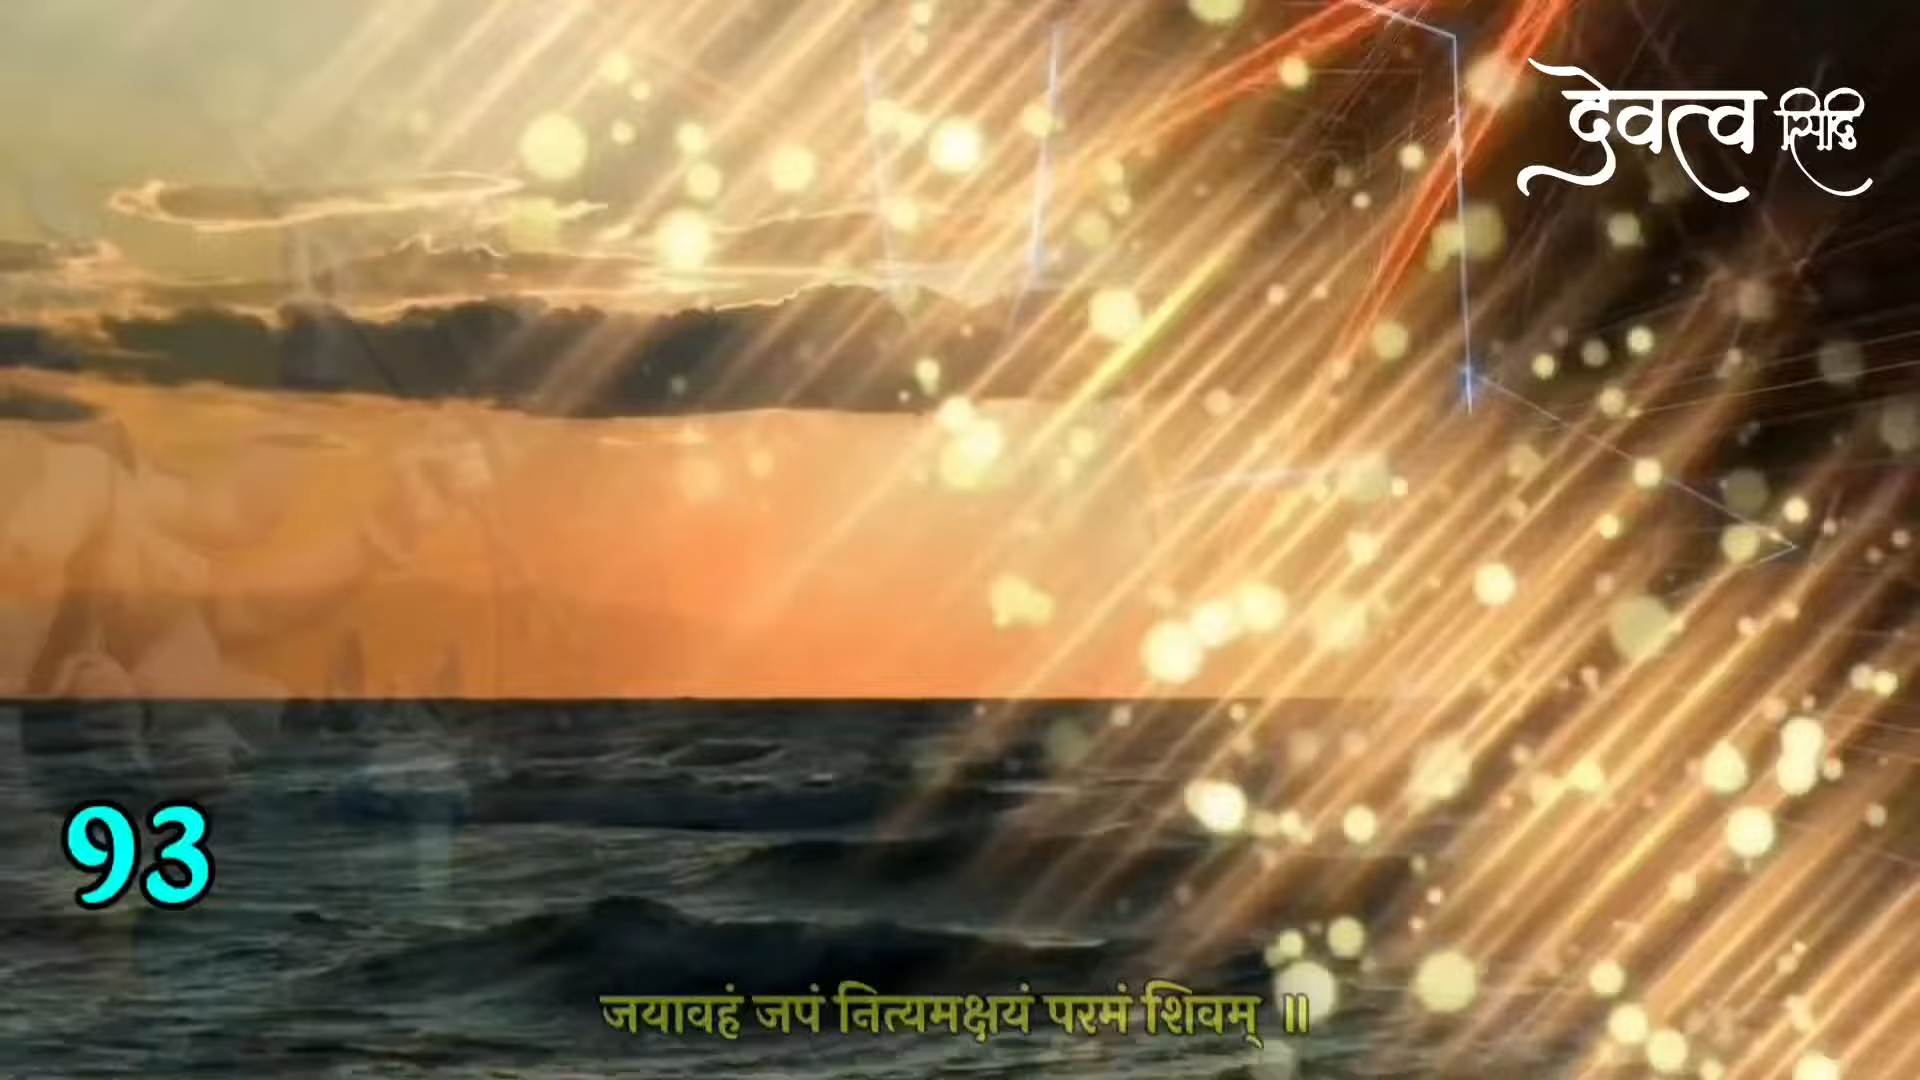 देवत्व सिद्धि
93
जयावहं जपं नित्यमक्षयं परमं शिवम् ॥